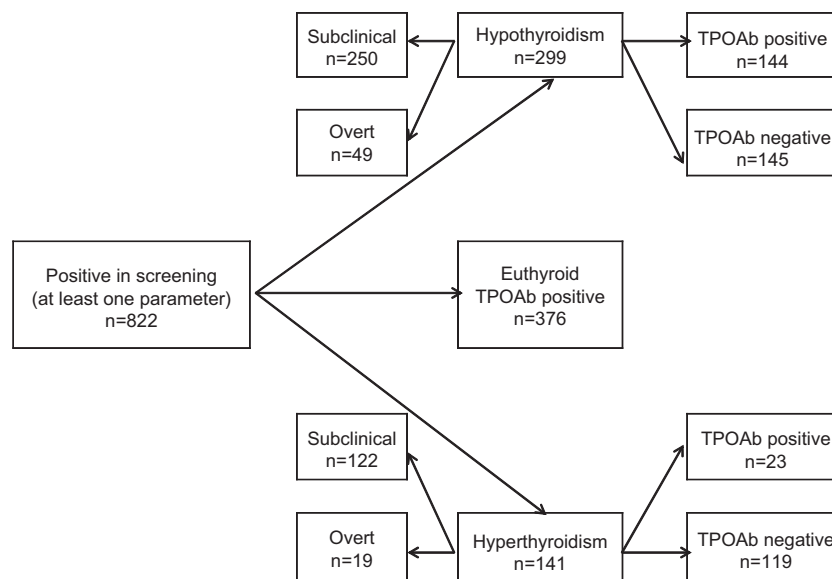 Subclinical
n=250
Hypothyroidism
n=299
TPOAb positive
n=144
Overt
n=49
TPOAb negative
n=145
Positive in screening
(at least one parameter)
n=822
Euthyroid
TPOAb positive
n=376
Subclinical
n=122
TPOAb positive
n=23
Overt
n=19
Hyperthyroidism
n=141
TPOAb negative
n=119